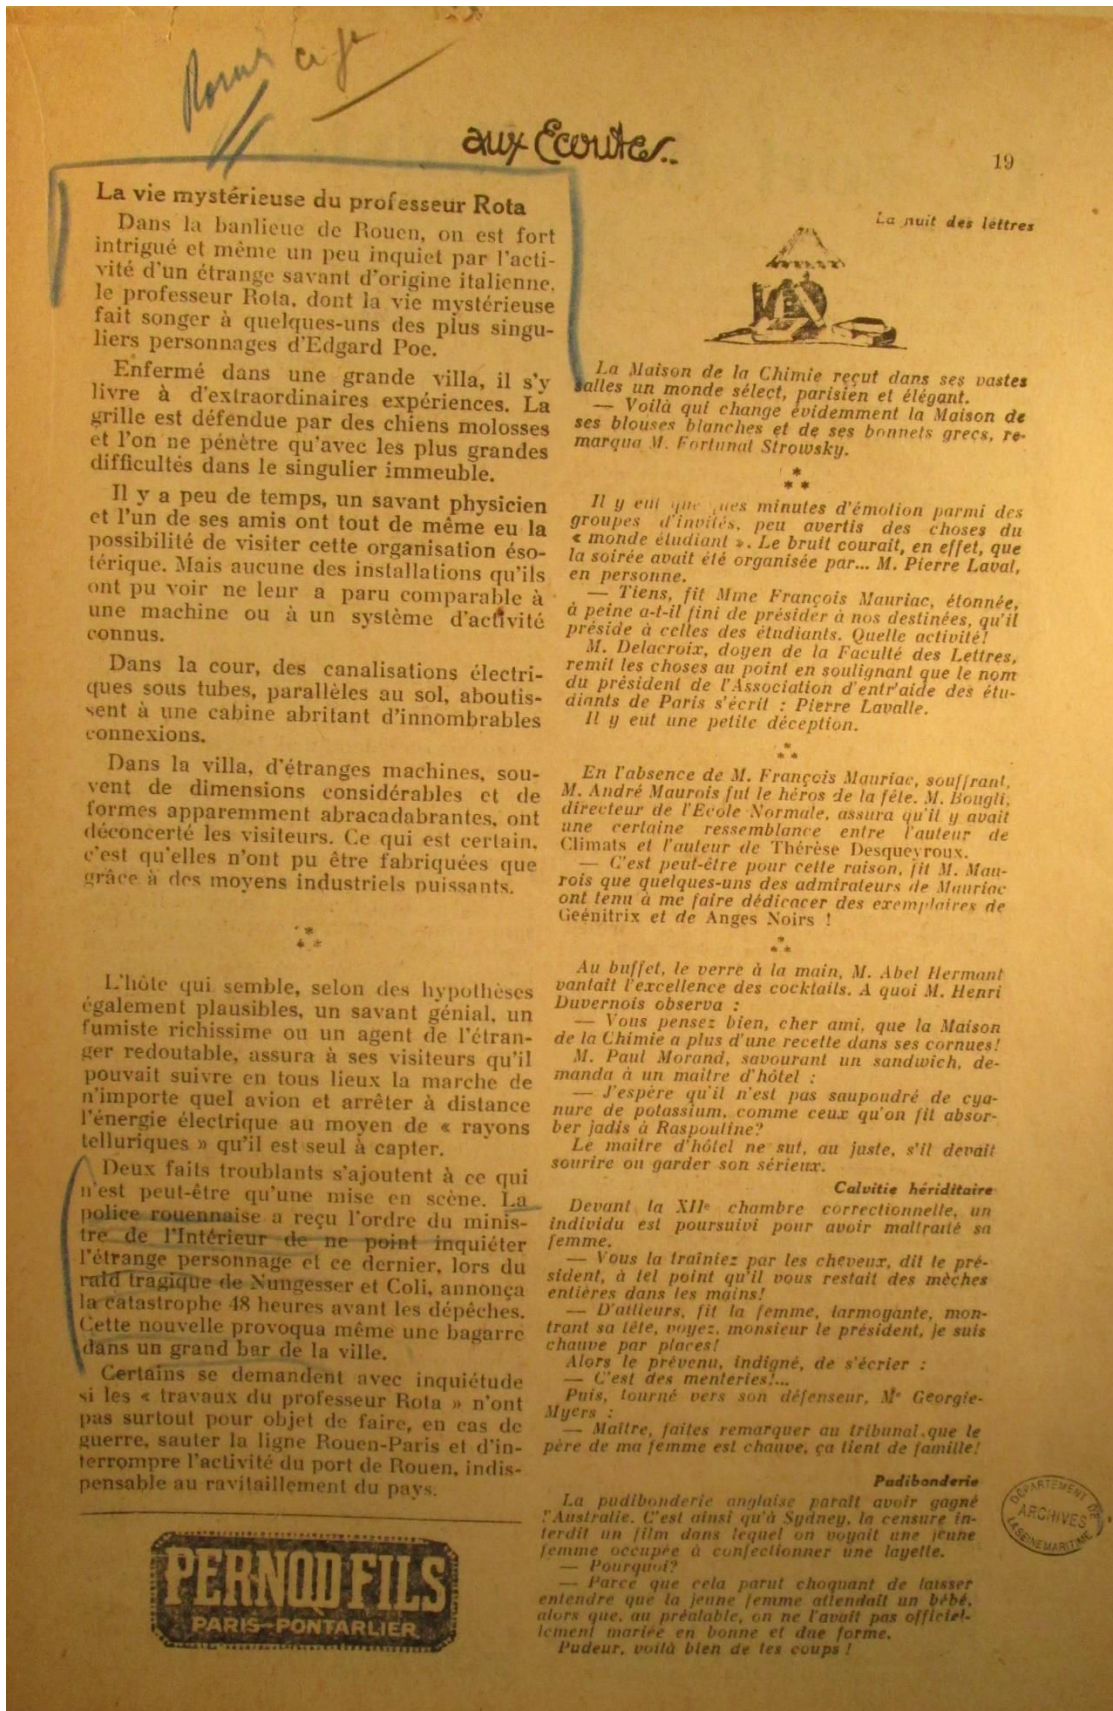 aux Écoutes..
19
La vie mystérieuse du professeur Rota
Dans la banlieue de Rouen, on est fort
intrigué et même un peu inquiet par l'acti-
vité d'un étrange savant d'origine italienne,
le professeur Rota, dont la vie mystérieuse
fait songer à quelques-uns des plus singu-
liers personnages d'Edgard Poe.
Enfermé dans une grande villa, il s'y
livre à d'extraordinaires expériences. La
grille est défendue par des chiens molosses
et l'on ne pénètre qu'avec les plus grandes
difficultés dans le singulier immeuble.
Il y a peu de temps, un savant physicien
et l'un de ses amis ont tout de même eu la
possibilité de visiter cette organisation éso-
térique. Mais aucune des installations qu'ils
ont pu voir ne leur a paru comparable à
une machine ou à un système d'activité
connus.
Dans la cour, des canalisations électri-
ques sous tubes, parallèles au sol, aboutis-
sent à une cabine abritant d'innombrables
connexions.
Dans la villa, d'étranges machines, sou-
vent de dimensions considérables et de
formes apparemment abracadabrantes, ont
déconcerté les visiteurs. Ce qui est certain,
c'est qu'elles n'ont pu être fabriquées que
grâce à des moyens industriels puissants.
* * *
L'hôte qui semble, selon des hypothèses
également plausibles, un savant génial, un
fumiste richissime ou un agent de l'étran-
ger redoutable, assura à ses visiteurs qu'il
pouvait suivre en tous lieux la marche de
n'importe quel avion et arrêter à distance
l'énergie électrique au moyen de « rayons
telluriques » qu'il est seul à capter.
Deux faits troublants s'ajoutent à ce qui
n'est peut-être qu'une mise en scène. La
police rouennaise a reçu l'ordre du minis-
tre de l'Intérieur de ne point inquiéter
l'étrange personnage et ce dernier, lors du
raid tragique de Nungesser et Coli, annonça
la catastrophe 48 heures avant les dépêches.
Cette nouvelle provoqua même une bagarre
dans un grand bar de la ville.
Certains se demandent avec inquiétude
si les « travaux du professeur Rota » n'ont
pas surtout pour objet de faire, en cas de
guerre, sauter la ligne Rouen-Paris et d'in-
terrompre l'activité du port de Rouen, indis-
pensable au ravitaillement du pays.
PERNOD FILS
PARIS-PONTARLIER
La nuit des lettres
La Maison de la Chimie reçut dans ses vastes
salles un monde sélect, parisien et élégant.
— Voilà qui change évidemment la Maison de
ses blouses blanches et de ses bonnets grecs, re-
marqua M. Fortunat Strowsky.
* * *
Il y eut minutes d'émotion parmi des
groupes d'invités, peu avertis des choses du
« monde étudiant ». Le bruit courait, en effet, que
la soirée avait été organisée par... M. Pierre Laval,
en personne.
— Tiens, fit Mme François Mauriac, étonnée,
à peine a-t-il fini de présider à nos destinées, qu'il
préside à celles des étudiants. Quelle activité!
M. Delacroix, doyen de la Faculté des Lettres,
remit les choses au point en soulignant que le nom
du président de l'Association d'entr'aide des étu-
diants de Paris s'écrit : Pierre Lavalle.
Il y eut une petite déception.
* * *
En l'absence de M. François Mauriac, souffrant,
M. André Maurois fut le héros de la fête. M. Bougli,
directeur de l'Ecole Normale, assura qu'il y avait
une certaine ressemblance entre l'auteur de
Climats et l'auteur de Thérèse Desqueyroux.
— C'est peut-être pour cette raison, fit M. Mau-
rois que quelques-uns des admirateurs de Mauriac
ont tenu à me faire dédicacer des exemplaires de
Geénitrix et de Anges Noirs !
* * *
Au buffet, le verre à la main, M. Abel Hermant
vantait l'excellence des cocktails. A quoi M. Henri
Duvernois observa :
— Vous pensez bien, cher ami, que la Maison
de la Chimie a plus d'une recette dans ses cornues!
M. Paul Morand, savourant un sandwich, de-
manda à un maître d'hôtel :
— J'espère qu'il n'est pas saupoudré de cya-
nure de potassium, comme ceux qu'on fit absor-
ber jadis à Raspouline?
Le maître d'hôtel ne sut, au juste, s'il devait
sourire ou garder son sérieux.
Calvitie héréditaire
Devant la XIIe chambre correctionnelle, un
individu est poursuivi pour avoir maltraité sa
femme.
— Vous la traîniez par les cheveux, dit le pré-
sident, à tel point qu'il vous restait des mèches
entières dans les mains!
— D'ailleurs, fit la femme, larmoyante, mon-
trant sa tête, voyez, monsieur le président, je suis
chauve par places!
Alors le prévenu, indigné, de s'écrier :
— C'est des menteries!...
Puis, tourné vers son défenseur, Me Georgie-
Myers :
— Maître, faites remarquer au tribunal que le
père de ma femme est chauve, ça tient de famille!
Pudibonderie
La pudibonderie anglaise paraît avoir gagné
l'Australie. C'est ainsi qu'à Sydney, la censure in-
terdit un film dans lequel on voyait une jeune
femme occupée à confectionner une layette.
— Pourquoi?
— Parce que cela parut choquant de laisser
entendre que la jeune femme attendait un bébé,
alors que, au préalable, on ne l'avait pas officiel-
lement mariée en bonne et due forme.
Pudeur, voilà bien de tes coups !
DÉPARTEMENT DE
ARCHIVES
LA SEINE MARITIME